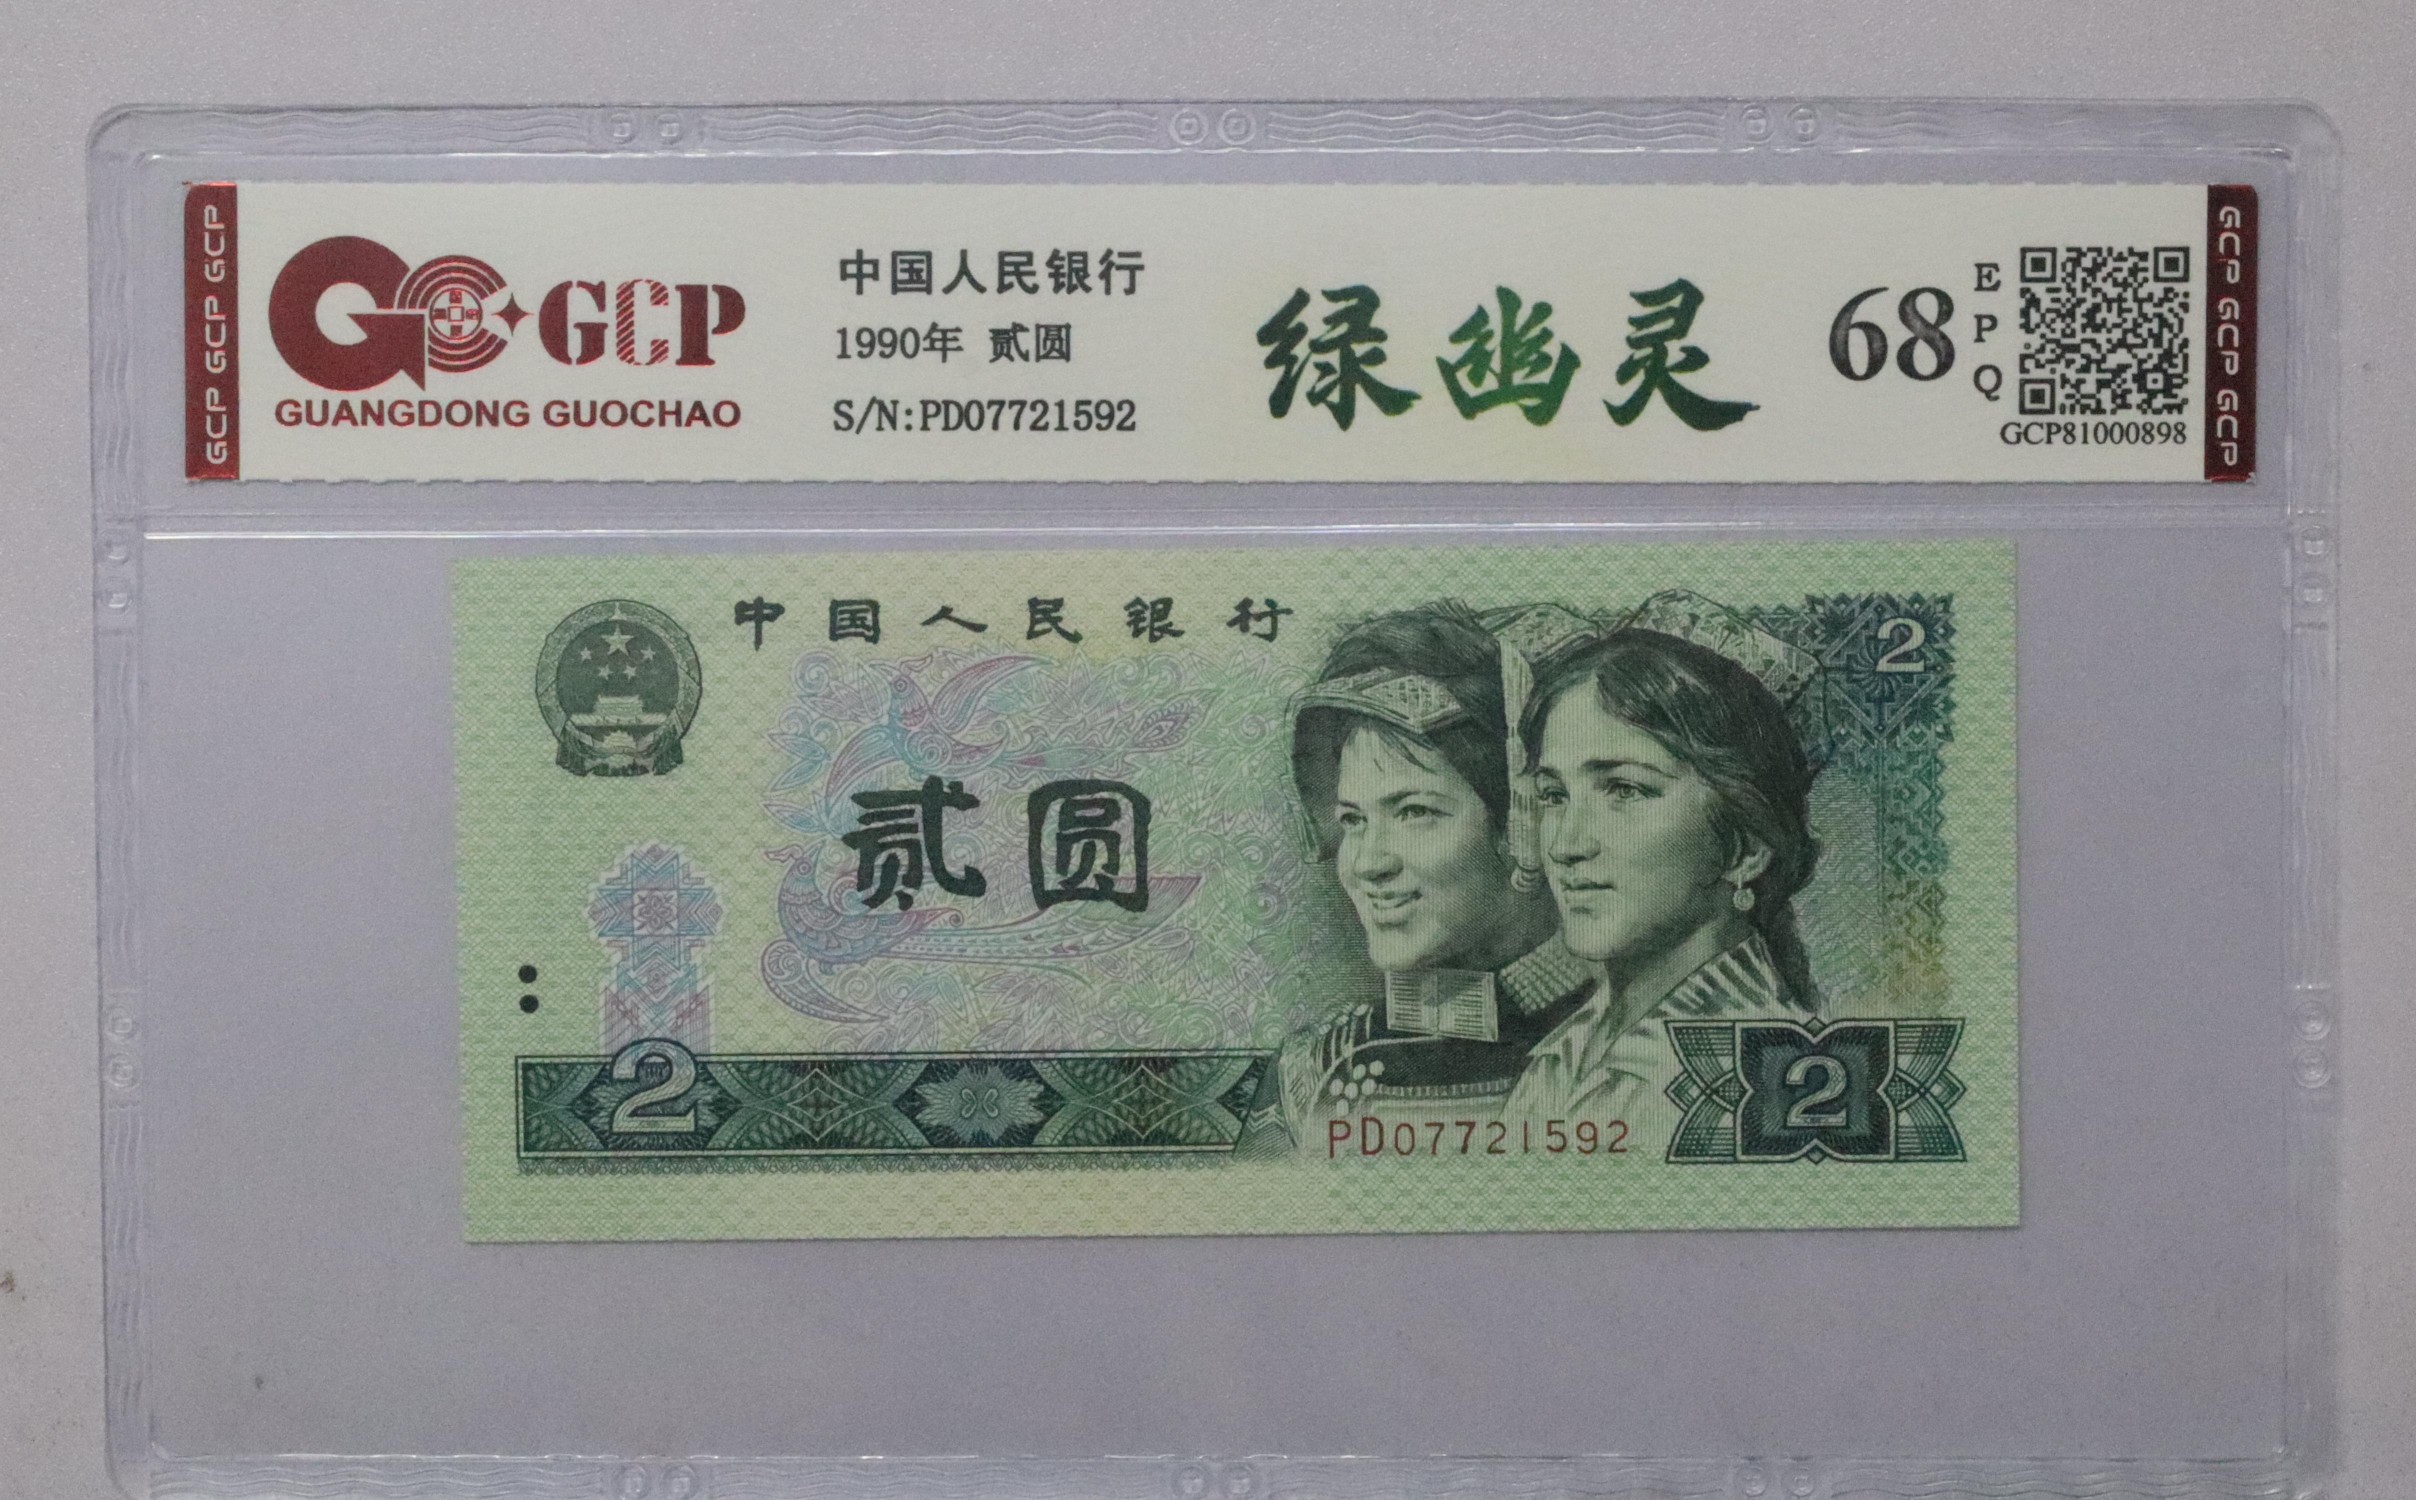 GCP GCP GCP
GCP
GUANGDONG GUOCHAO
中国人民银行
1990年 贰圆
S/N:PD07721592
绿幽灵
68
EPQ
GCP81000898
GCP GCP GCP
中国人民银行
2
贰圆
2
PD07721592
2